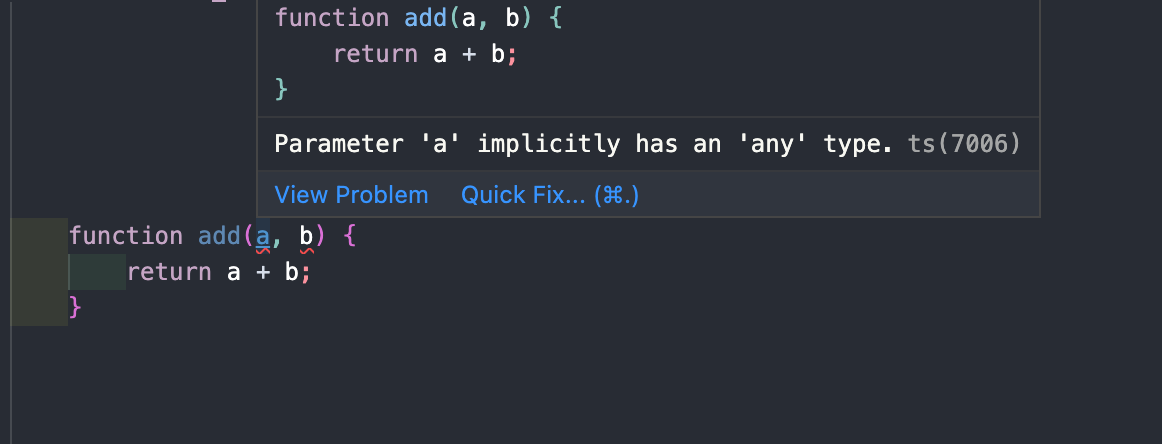 function add(a, b) {
    return a + b;
}
Parameter 'a' implicitly has an 'any' type. ts(7006)
View Problem Quick Fix... (⌘.)
function add(a, b) {
    return a + b;
}